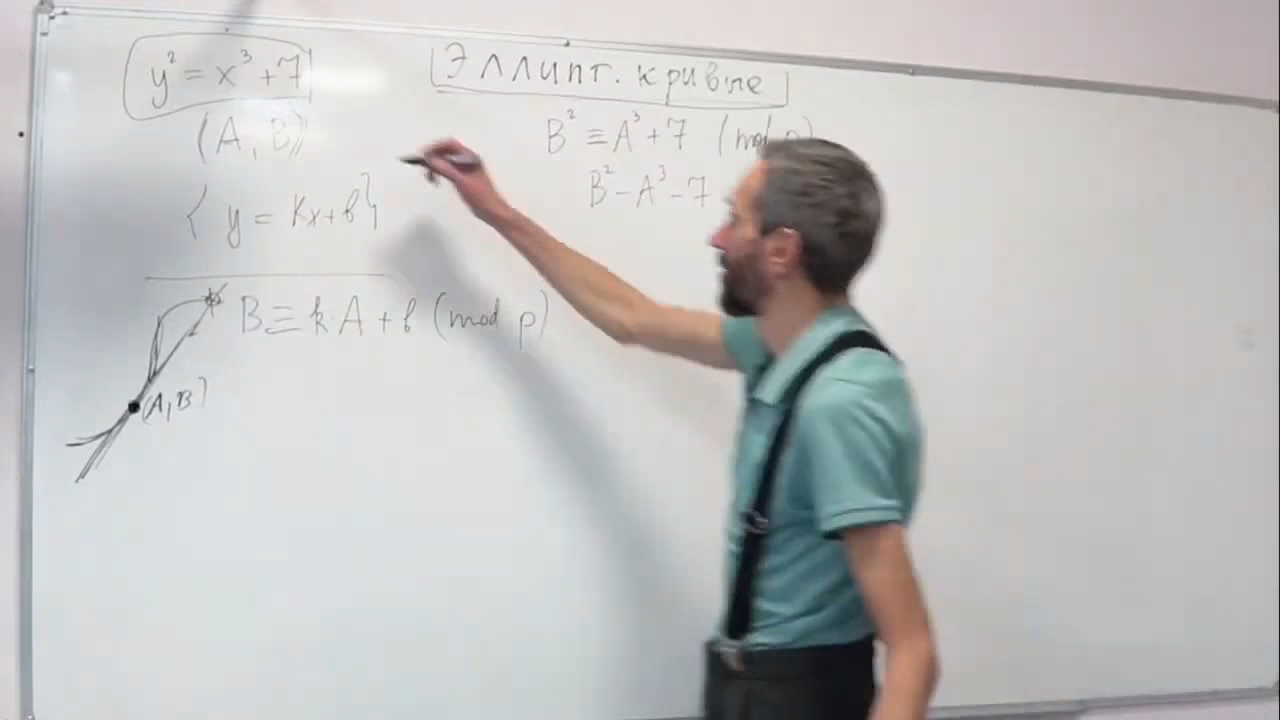 y² = x³ + 7
(A, B)
{ y = kx + b }
B ≡ k·A + b (mod p)
(A, B)
Эллипт. кривые
B² ≡ A³ + 7 (mod p)
B² - A³ - 7